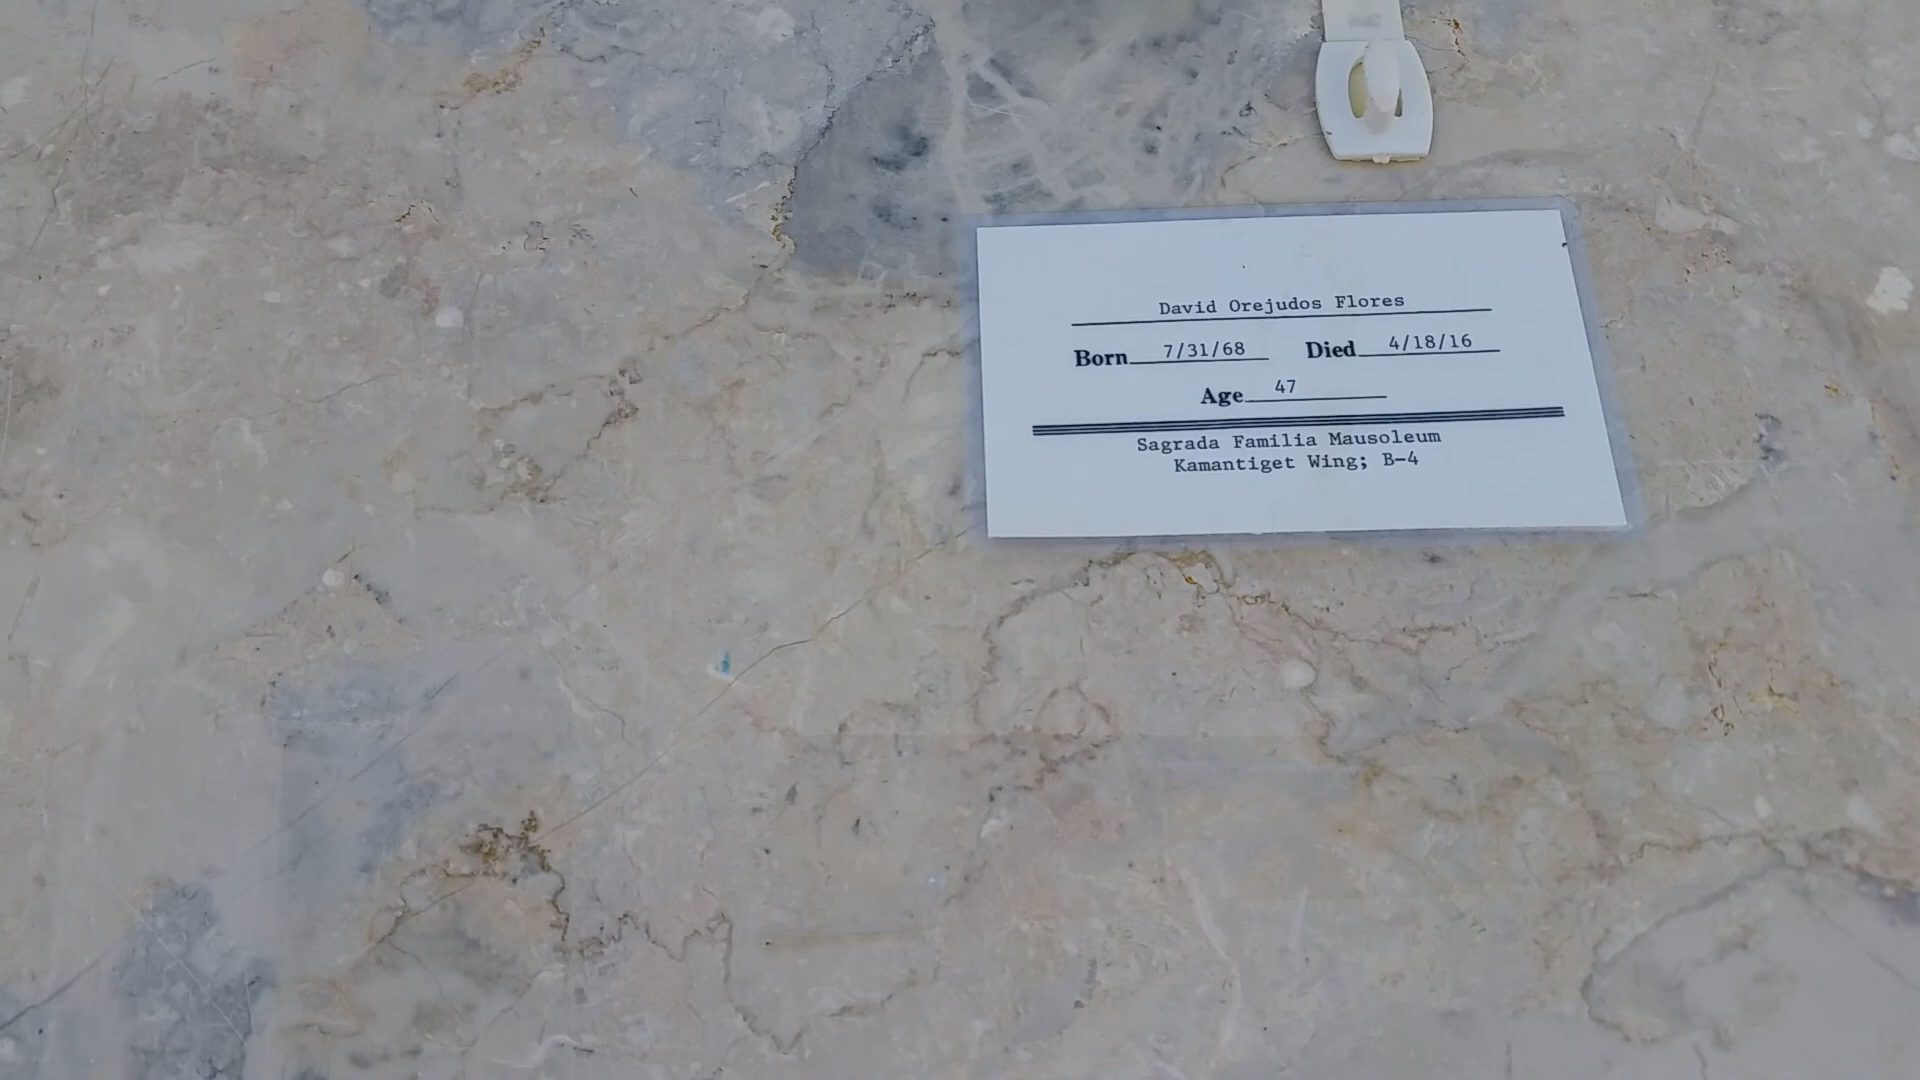 David Orejudos Flores
Born 7/31/68 Died 4/18/16
Age 47
Sagrada Familia Mausoleum
Kamantiget Wing; B-4